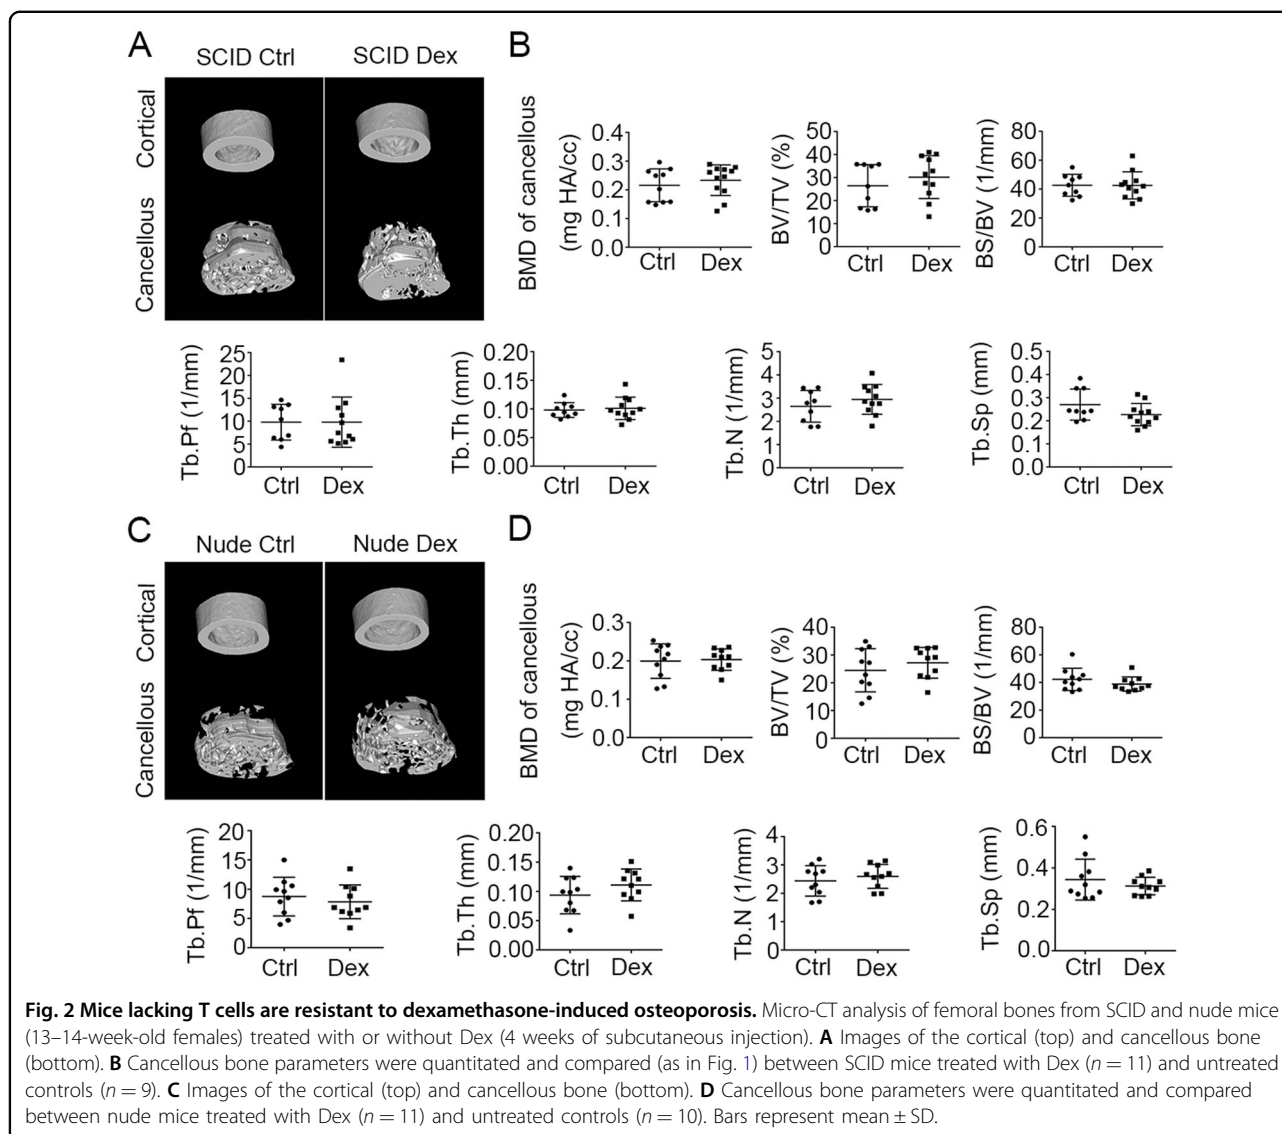 A
SCID Ctrl
SCID Dex
Cortical
Cancellous
B
BMD of cancellous
(mg HA/cc)
0.4
0.3
0.2
0.1
0.0
Ctrl Dex
BV/TV (%)
50
40
30
20
10
0
Ctrl Dex
BS/BV (1/mm)
80
60
40
20
0
Ctrl Dex
Tb.Pf (1/mm)
25
20
15
10
5
0
Ctrl Dex
Tb.Th (mm)
0.20
0.15
0.10
0.05
0.00
Ctrl Dex
Tb.N (1/mm)
5
4
3
2
1
0
Ctrl Dex
Tb.Sp (mm)
0.5
0.4
0.3
0.2
0.1
0.0
Ctrl Dex
C
Nude Ctrl
Nude Dex
Cortical
Cancellous
D
BMD of cancellous
(mg HA/cc)
0.3
0.2
0.1
0.0
Ctrl Dex
BV/TV (%)
40
30
20
10
0
Ctrl Dex
BS/BV (1/mm)
80
60
40
20
0
Ctrl Dex
Tb.Pf (1/mm)
20
15
10
5
0
Ctrl Dex
Tb.Th (mm)
0.20
0.15
0.10
0.05
0.00
Ctrl Dex
Tb.N (1/mm)
4
3
2
1
0
Ctrl Dex
Tb.Sp (mm)
0.6
0.4
0.2
0.0
Ctrl Dex
Fig. 2 Mice lacking T cells are resistant to dexamethasone-induced osteoporosis. Micro-CT analysis of femoral bones from SCID and nude mice
(13–14-week-old females) treated with or without Dex (4 weeks of subcutaneous injection). A Images of the cortical (top) and cancellous bone
(bottom). B Cancellous bone parameters were quantitated and compared (as in Fig. 1) between SCID mice treated with Dex (n = 11) and untreated
controls (n = 9). C Images of the cortical (top) and cancellous bone (bottom). D Cancellous bone parameters were quantitated and compared
between nude mice treated with Dex (n = 11) and untreated controls (n = 10). Bars represent mean ± SD.